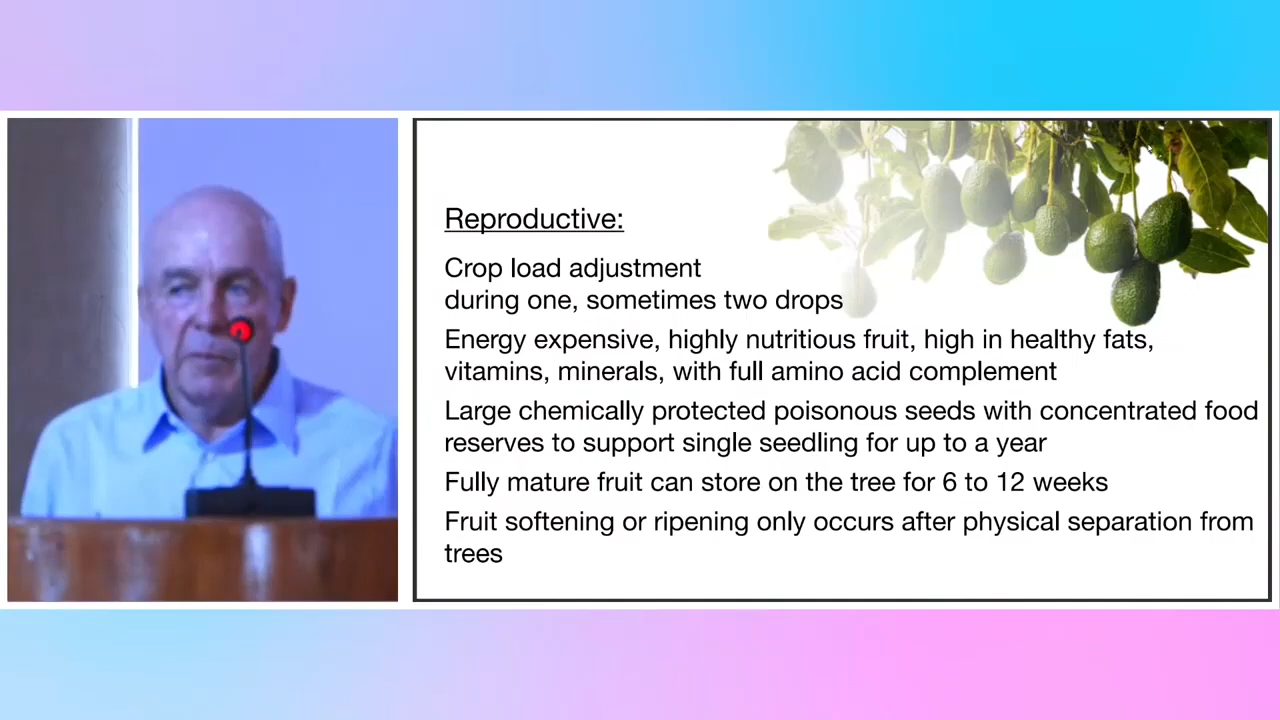 Reproductive:
Crop load adjustment
during one, sometimes two drops
Energy expensive, highly nutritious fruit, high in healthy fats,
vitamins, minerals, with full amino acid complement
Large chemically protected poisonous seeds with concentrated food
reserves to support single seedling for up to a year
Fully mature fruit can store on the tree for 6 to 12 weeks
Fruit softening or ripening only occurs after physical separation from
trees